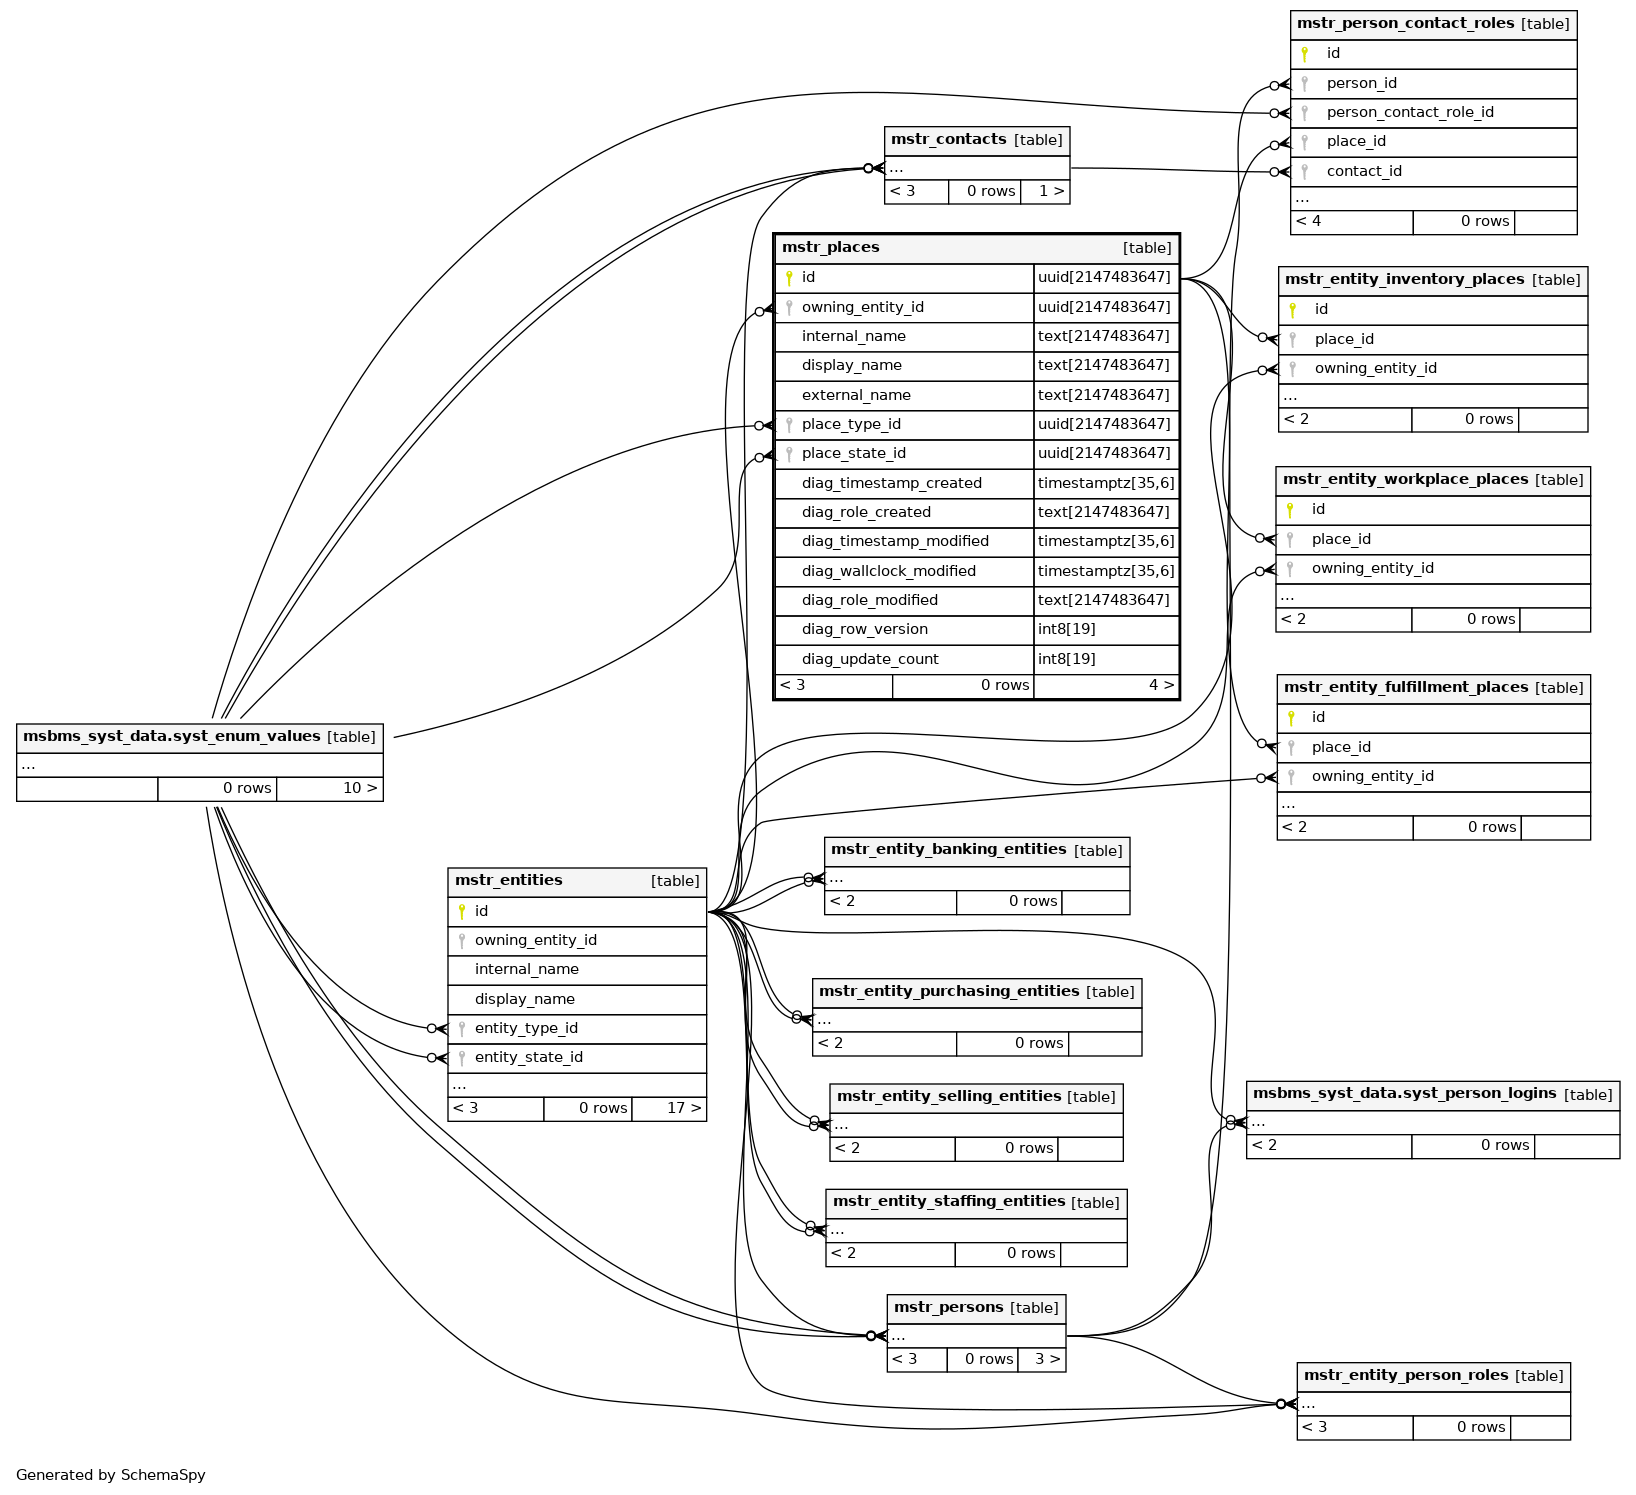 mstr_person_contact_roles [table]
id
person_id
person_contact_role_id
place_id
contact_id
...
< 4 0 rows
mstr_contacts [table]
...
< 3 0 rows 1 >
mstr_places [table]
id uuid[2147483647]
owning_entity_id uuid[2147483647]
internal_name text[2147483647]
display_name text[2147483647]
external_name text[2147483647]
place_type_id uuid[2147483647]
place_state_id uuid[2147483647]
diag_timestamp_created timestamptz[35,6]
diag_role_created text[2147483647]
diag_timestamp_modified timestamptz[35,6]
diag_wallclock_modified timestamptz[35,6]
diag_role_modified text[2147483647]
diag_row_version int8[19]
diag_update_count int8[19]
< 3 0 rows 4 >
mstr_entity_inventory_places [table]
id
place_id
owning_entity_id
...
< 2 0 rows
mstr_entity_workplace_places [table]
id
place_id
owning_entity_id
...
< 2 0 rows
mstr_entity_fulfillment_places [table]
id
place_id
owning_entity_id
...
< 2 0 rows
msbms_syst_data.syst_enum_values [table]
...
0 rows 10 >
mstr_entities [table]
id
owning_entity_id
internal_name
display_name
entity_type_id
entity_state_id
...
< 3 0 rows 17 >
mstr_entity_banking_entities [table]
...
< 2 0 rows
mstr_entity_purchasing_entities [table]
...
< 2 0 rows
mstr_entity_selling_entities [table]
...
< 2 0 rows
msbms_syst_data.syst_person_logins [table]
...
< 2 0 rows
mstr_entity_staffing_entities [table]
...
< 2 0 rows
mstr_persons [table]
...
< 3 0 rows 3 >
mstr_entity_person_roles [table]
...
< 3 0 rows
Generated by SchemaSpy